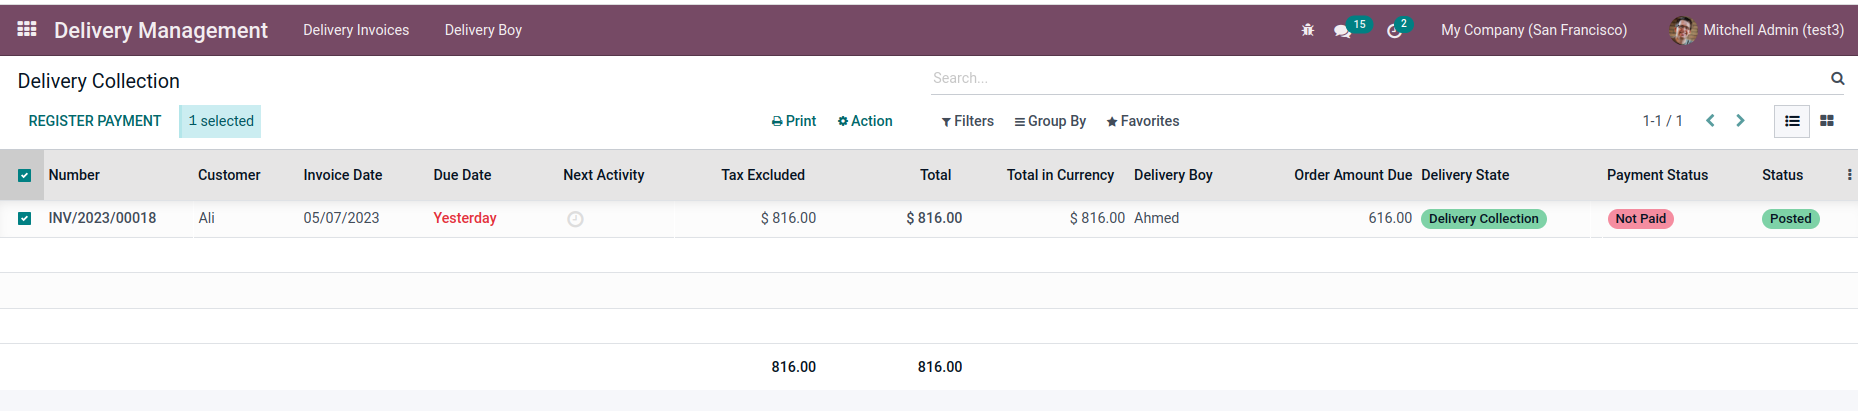 Delivery Management Delivery Invoices Delivery Boy 15 2 My Company (San Francisco) Mitchell Admin (test3)
Delivery Collection Search...
REGISTER PAYMENT 1 selected Print Action Filters Group By Favorites 1-1 / 1
Number Customer Invoice Date Due Date Next Activity Tax Excluded Total Total in Currency Delivery Boy Order Amount Due Delivery State Payment Status Status
INV/2023/00018 Ali 05/07/2023 Yesterday $ 816.00 $ 816.00 $ 816.00 Ahmed 616.00 Delivery Collection Not Paid Posted
816.00 816.00